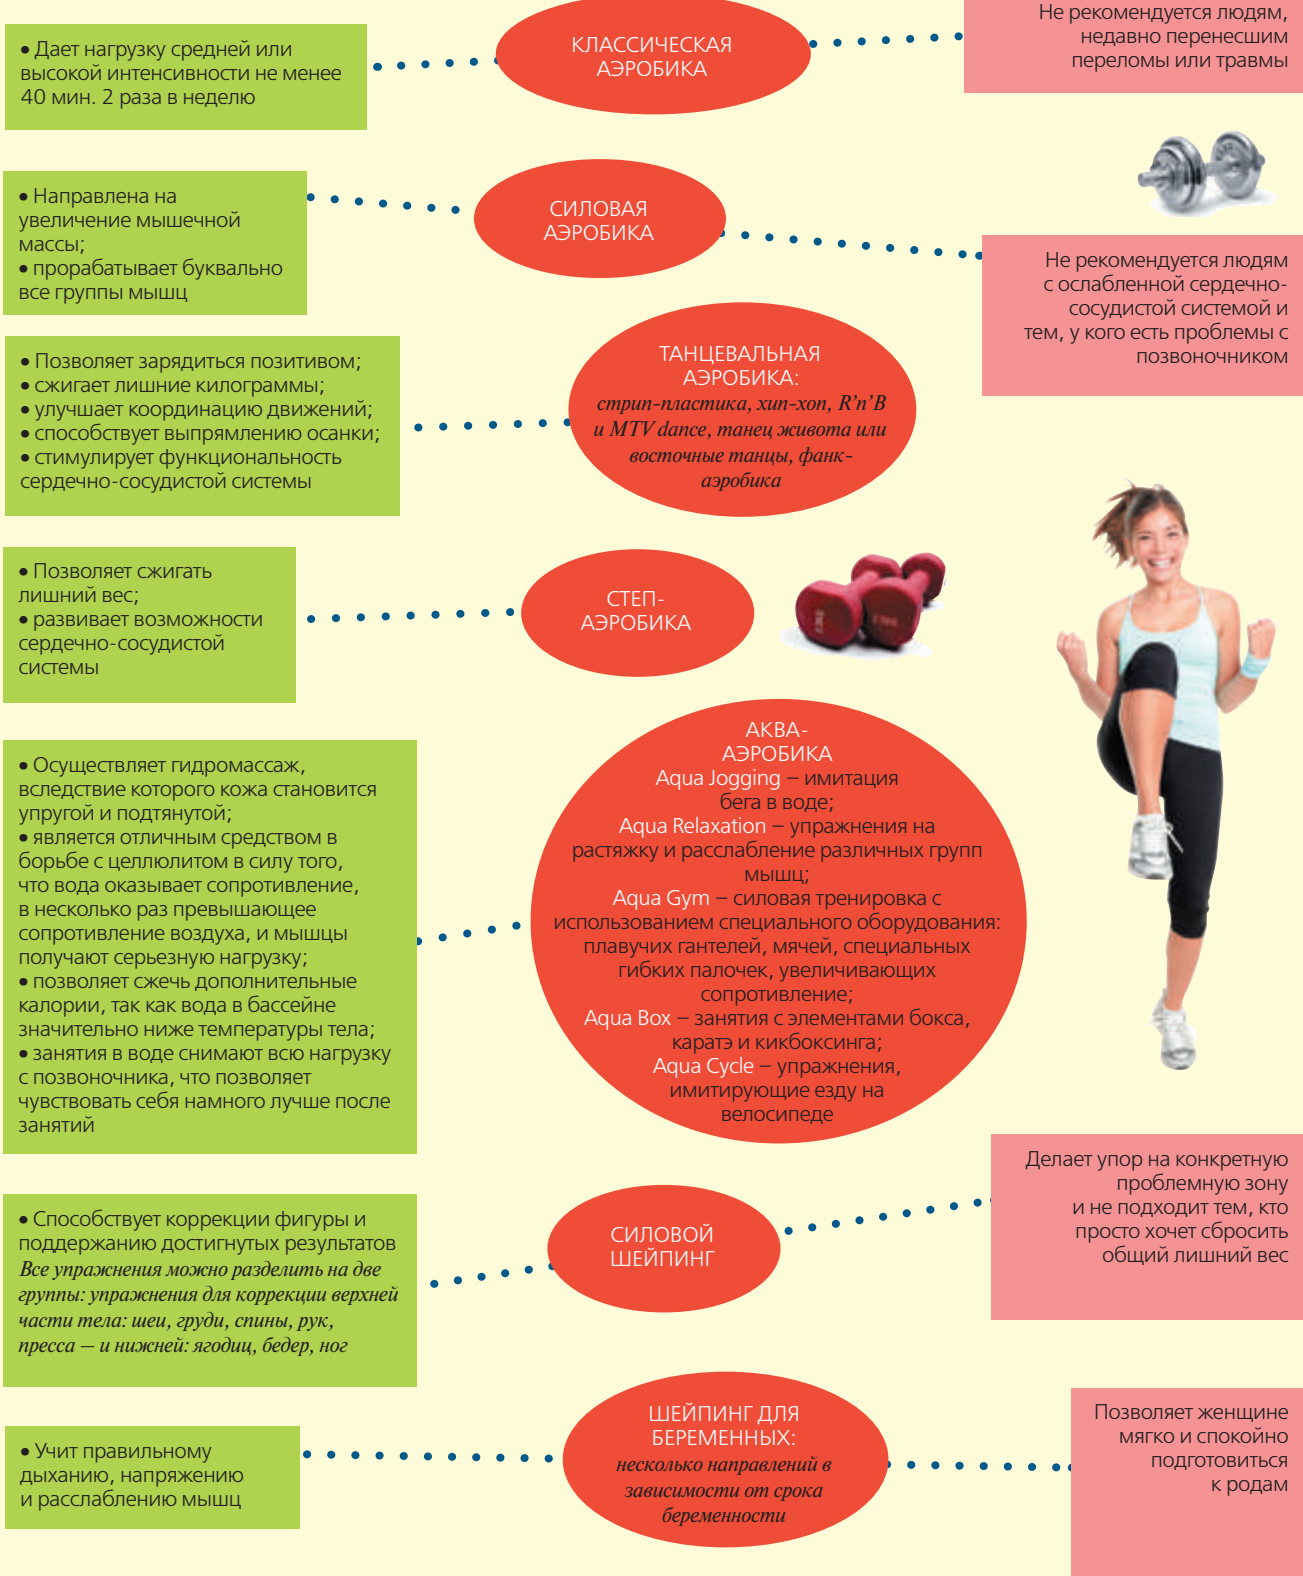 • Дает нагрузку средней или
высокой интенсивности не менее
40 мин. 2 раза в неделю
КЛАССИЧЕСКАЯ
АЭРОБИКА
Не рекомендуется людям,
недавно перенесшим
переломы или травмы
• Направлена на
увеличение мышечной
массы;
• прорабатывает буквально
все группы мышц
СИЛОВАЯ
АЭРОБИКА
Не рекомендуется людям
с ослабленной сердечно-
сосудистой системой и
тем, у кого есть проблемы с
позвоночником
• Позволяет зарядиться позитивом;
• сжигает лишние килограммы;
• улучшает координацию движений;
• способствует выпрямлению осанки;
• стимулирует функциональность
сердечно-сосудистой системы
ТАНЦЕВАЛЬНАЯ
АЭРОБИКА:
стрип-пластика, хип-хоп, R’n’B
и MTV dance, танец живота или
восточные танцы, фанк-
аэробика
• Позволяет сжигать
лишний вес;
• развивает возможности
сердечно-сосудистой
системы
СТЕП-
АЭРОБИКА
• Осуществляет гидромассаж,
вследствие которого кожа становится
упругой и подтянутой;
• является отличным средством в
борьбе с целлюлитом в силу того,
что вода оказывает сопротивление,
в несколько раз превышающее
сопротивление воздуха, и мышцы
получают серьезную нагрузку;
• позволяет сжечь дополнительные
калории, так как вода в бассейне
значительно ниже температуры тела;
• занятия в воде снимают всю нагрузку
с позвоночника, что позволяет
чувствовать себя намного лучше после
занятий
АКВА-
АЭРОБИКА
Aqua Jogging – имитация
бега в воде;
Aqua Relaxation – упражнения на
растяжку и расслабление различных групп
мышц;
Aqua Gym – силовая тренировка с
использованием специального оборудования:
плавучих гантелей, мячей, специальных
гибких палочек, увеличивающих
сопротивление;
Aqua Box – занятия с элементами бокса,
каратэ и кикбоксинга;
Aqua Cycle – упражнения,
имитирующие езду на
велосипеде
• Способствует коррекции фигуры и
поддержанию достигнутых результатов
Все упражнения можно разделить на две
группы: упражнения для коррекции верхней
части тела: шеи, груди, спины, рук,
пресса — и нижней: ягодиц, бедер, ног
СИЛОВОЙ
ШЕЙПИНГ
Делает упор на конкретную
проблемную зону
и не подходит тем, кто
просто хочет сбросить
общий лишний вес
• Учит правильному
дыханию, напряжению
и расслаблению мышц
ШЕЙПИНГ ДЛЯ
БЕРЕМЕННЫХ:
несколько направлений в
зависимости от срока
беременности
Позволяет женщине
мягко и спокойно
подготовиться
к родам